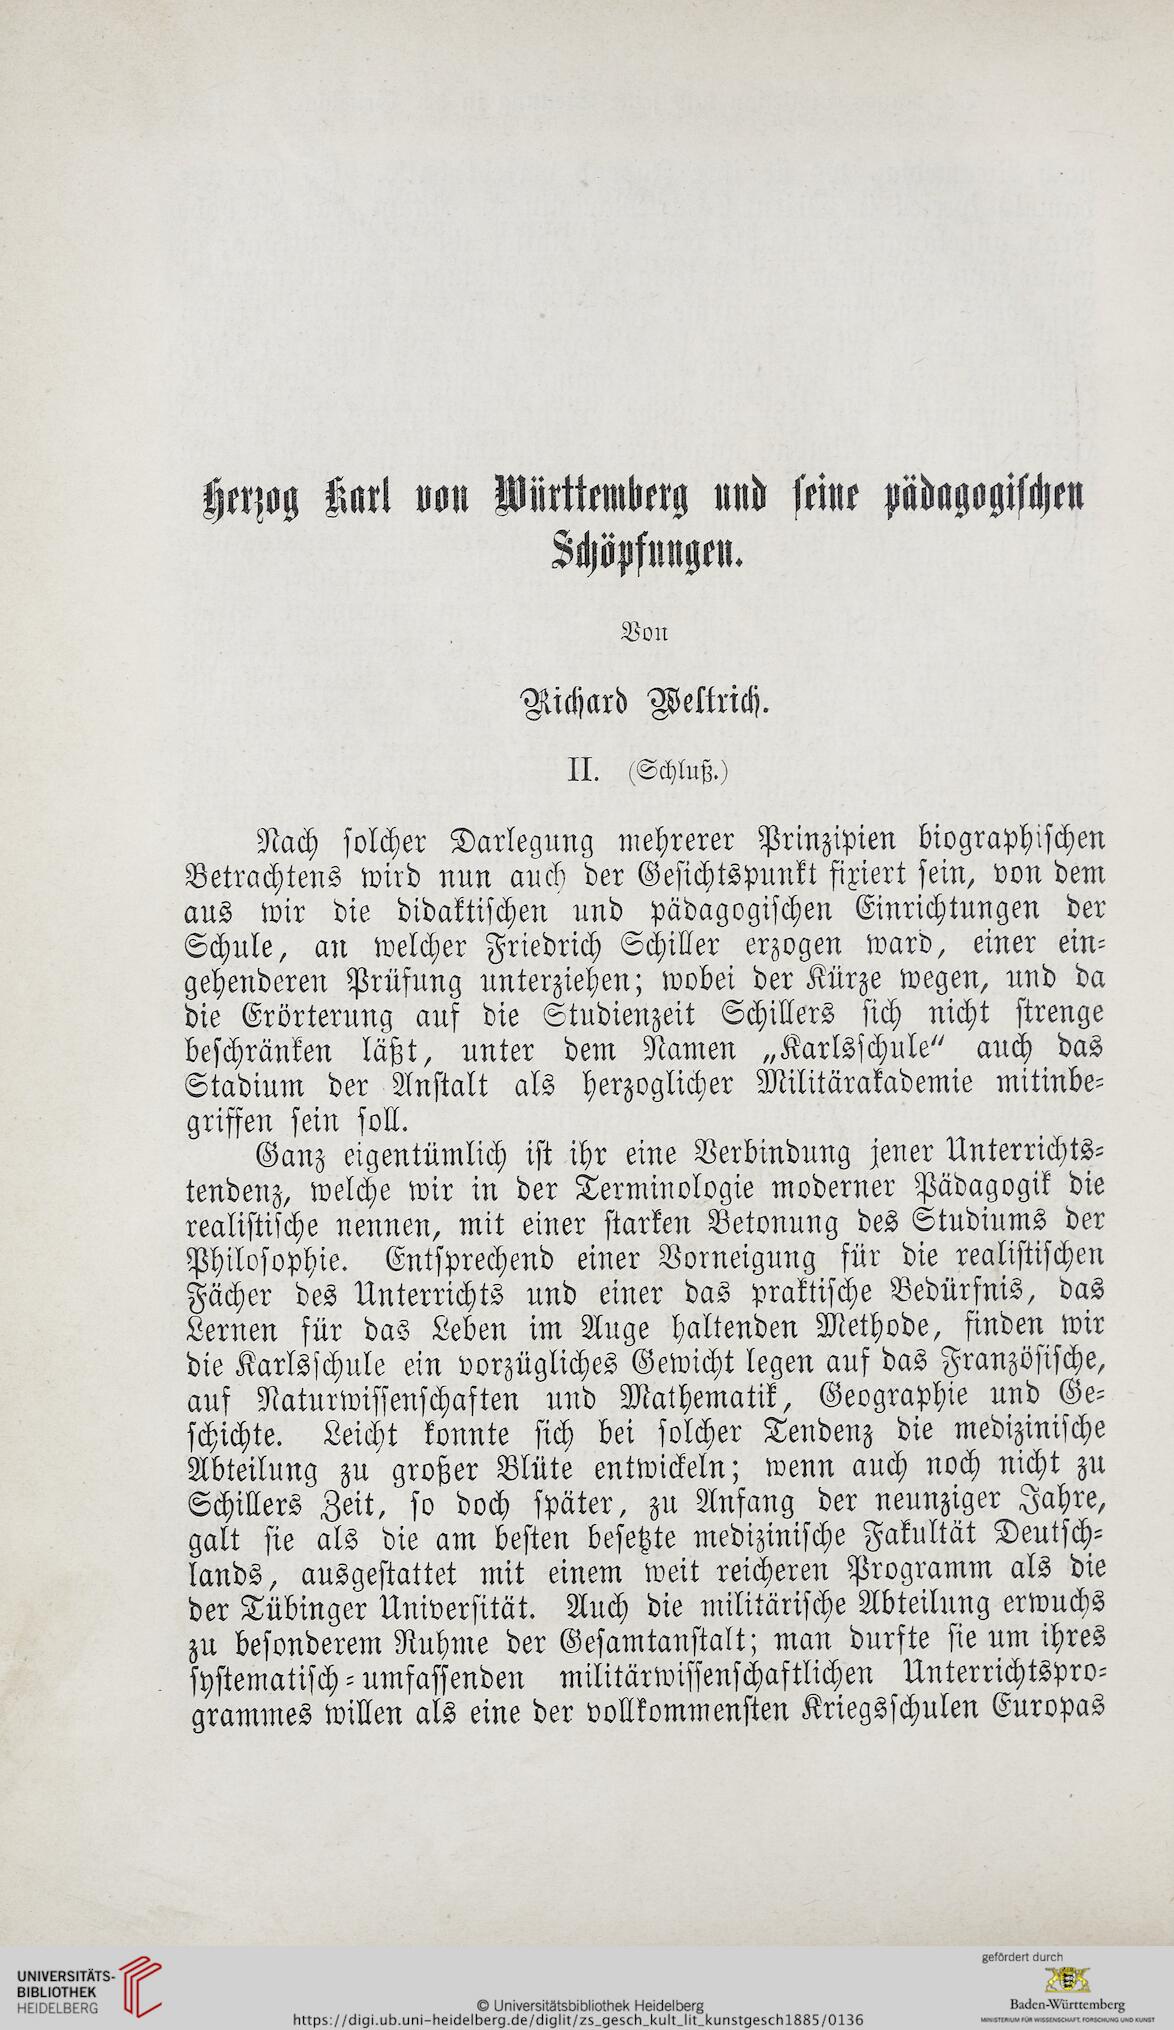 Herzog Karl von Württemberg und seine pädagogischen
Schöpfungen.
Von
Richard Weltrich.
II. (Schluß.)
Nach solcher Darlegung mehrerer Prinzipien biographischen
Betrachtens wird nun auch der Gesichtspunkt fixiert sein, von dem
aus wir die didaktischen und pädagogischen Einrichtungen der
Schule, an welcher Friedrich Schiller erzogen ward, einer ein-
gehenderen Prüfung unterziehen; wobei der Kürze wegen, und da
die Erörterung auf die Studienzeit Schillers sich nicht strenge
beschränken läßt, unter dem Namen „Karlsschule“ auch das
Stadium der Anstalt als herzoglicher Militärakademie mitinbe-
griffen sein soll.
Ganz eigentümlich ist ihr eine Verbindung jener Unterrichts-
tendenz, welche wir in der Terminologie moderner Pädagogik die
realistische nennen, mit einer starken Betonung des Studiums der
Philosophie. Entsprechend einer Vorneigung für die realistischen
Fächer des Unterrichts und einer das praktische Bedürfnis, das
Lernen für das Leben im Auge haltenden Methode, finden wir
die Karlsschule ein vorzügliches Gewicht legen auf das Französische,
auf Naturwissenschaften und Mathematik, Geographie und Ge-
schichte. Leicht konnte sich bei solcher Tendenz die medizinische
Abteilung zu großer Blüte entwickeln; wenn auch noch nicht zu
Schillers Zeit, so doch später, zu Anfang der neunziger Jahre,
galt sie als die am besten besetzte medizinische Fakultät Deutsch-
lands, ausgestattet mit einem weit reicheren Programm als die
der Tübinger Universität. Auch die militärische Abteilung erwuchs
zu besonderem Ruhme der Gesamtanstalt; man durfte sie um ihres
systematisch-umfassenden militärwissenschaftlichen Unterrichtspro-
grammes willen als eine der vollkommensten Kriegsschulen Europas
UNIVERSITÄTS-
BIBLIOTHEK
HEIDELBERG
© Universitätsbibliothek Heidelberg
https://digi.ub.uni-heidelberg.de/diglit/zs_gesch_kult_lit_kunstgesch1885/0136
gefördert durch
Baden-Württemberg
MINISTERIUM FÜR WISSENSCHAFT, FORSCHUNG UND KUNST